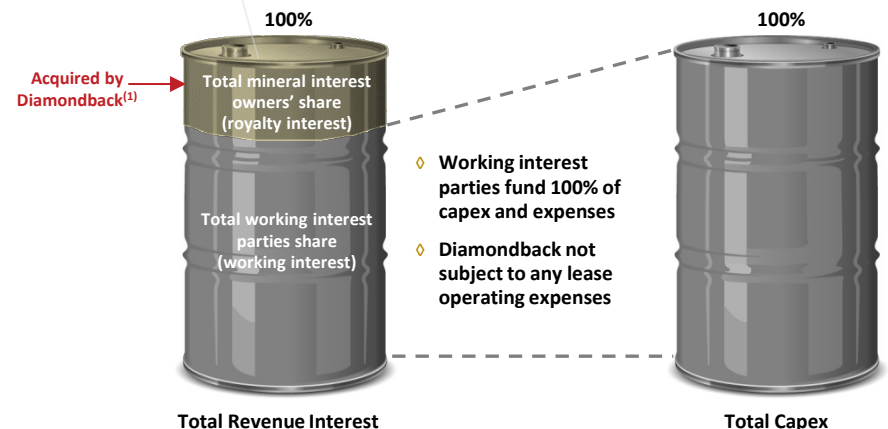 100%
100%
Acquired by
Diamondback(1)
Total mineral interest
owners' share
(royalty interest)
Total working interest
parties share
(working interest)
◊ Working interest
parties fund 100% of
capex and expenses
◊ Diamondback not
subject to any lease
operating expenses
Total Revenue Interest
Total Capex